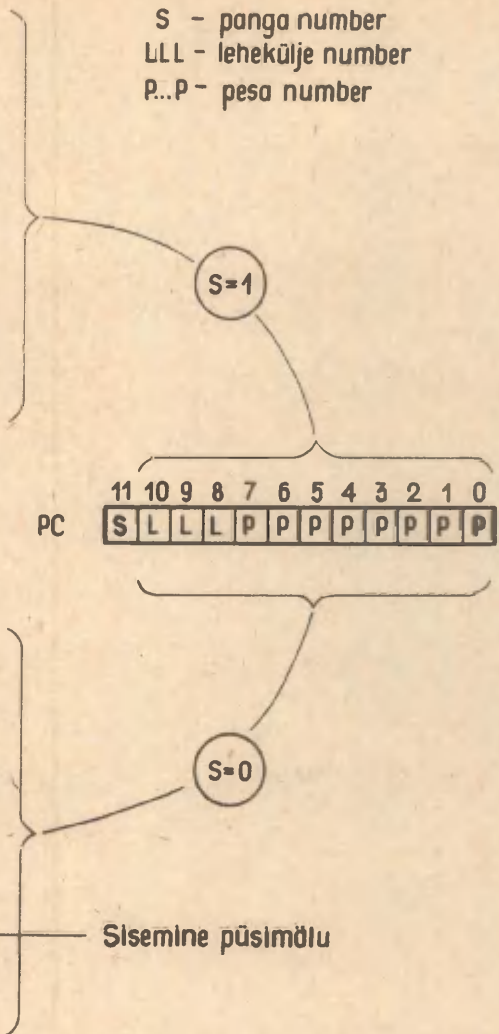 S - panga number
LLL - lehekülje number
P...P - pesa number
S=1
11 10 9 8 7 6 5 4 3 2 1 0
PC S L L L P P P P P P P P
S=0
Sisemine püsimälu